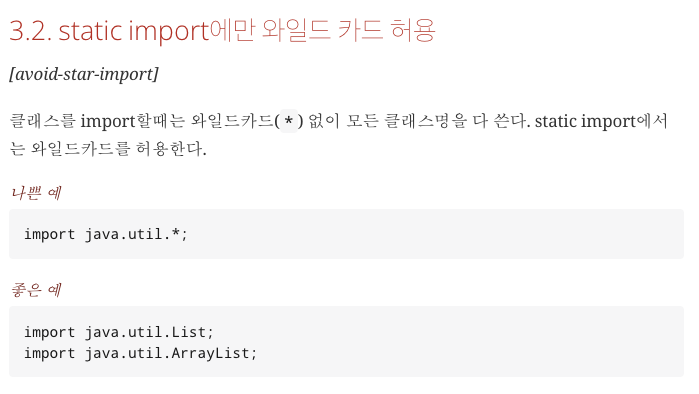 3.2. static import에만 와일드 카드 허용
[avoid-star-import]
클래스를 import할때는 와일드카드( * ) 없이 모든 클래스명을 다 쓴다. static import에서
는 와일드카드를 허용한다.
나쁜 예
import java.util.*;
좋은 예
import java.util.List;
import java.util.ArrayList;